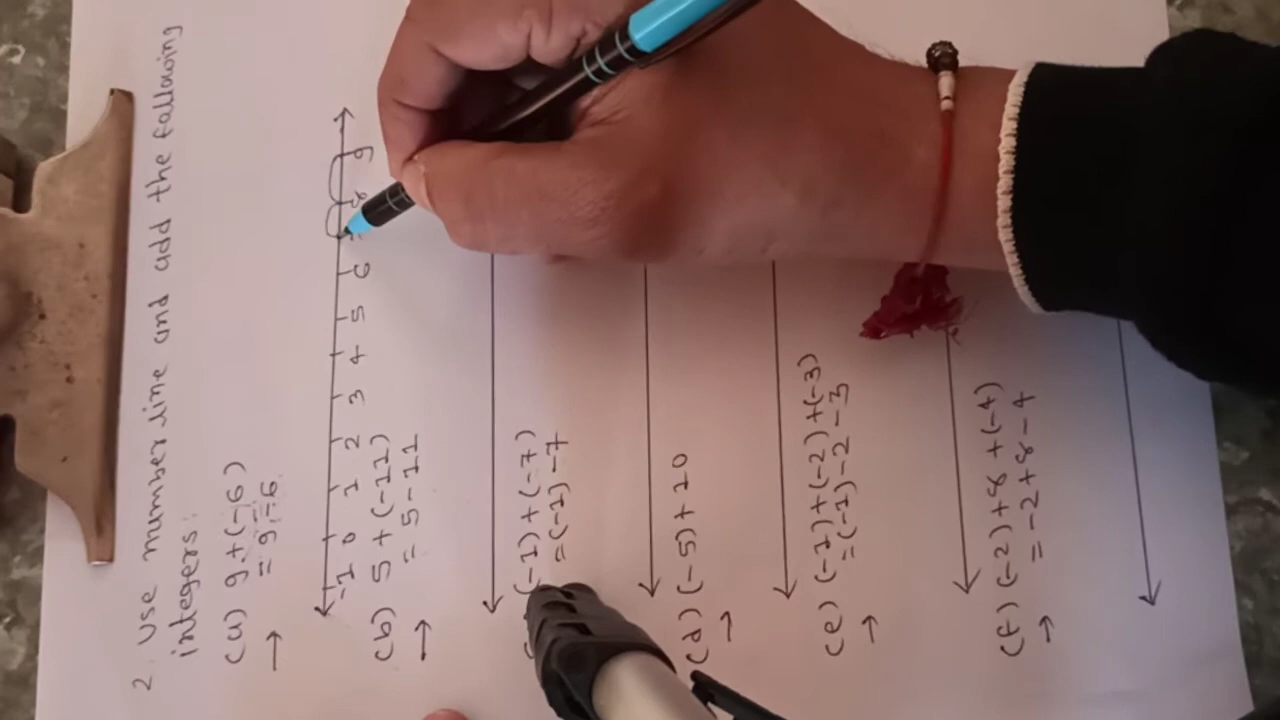 2. Use number line and add the following
integers:
(a) 9+(-6)
→ = 9-6
-1 0 1 2 3 4 5 6 8 9
(b) 5+(-11)
→ = 5-11
(-1)+(-7)
=(-1)-7
(d) (-5)+10
→
(e) (-1)+(-2)+(-3)
→ =(-1)-2-3
(f) (-2)+8+(-4)
→ = -2+8-4